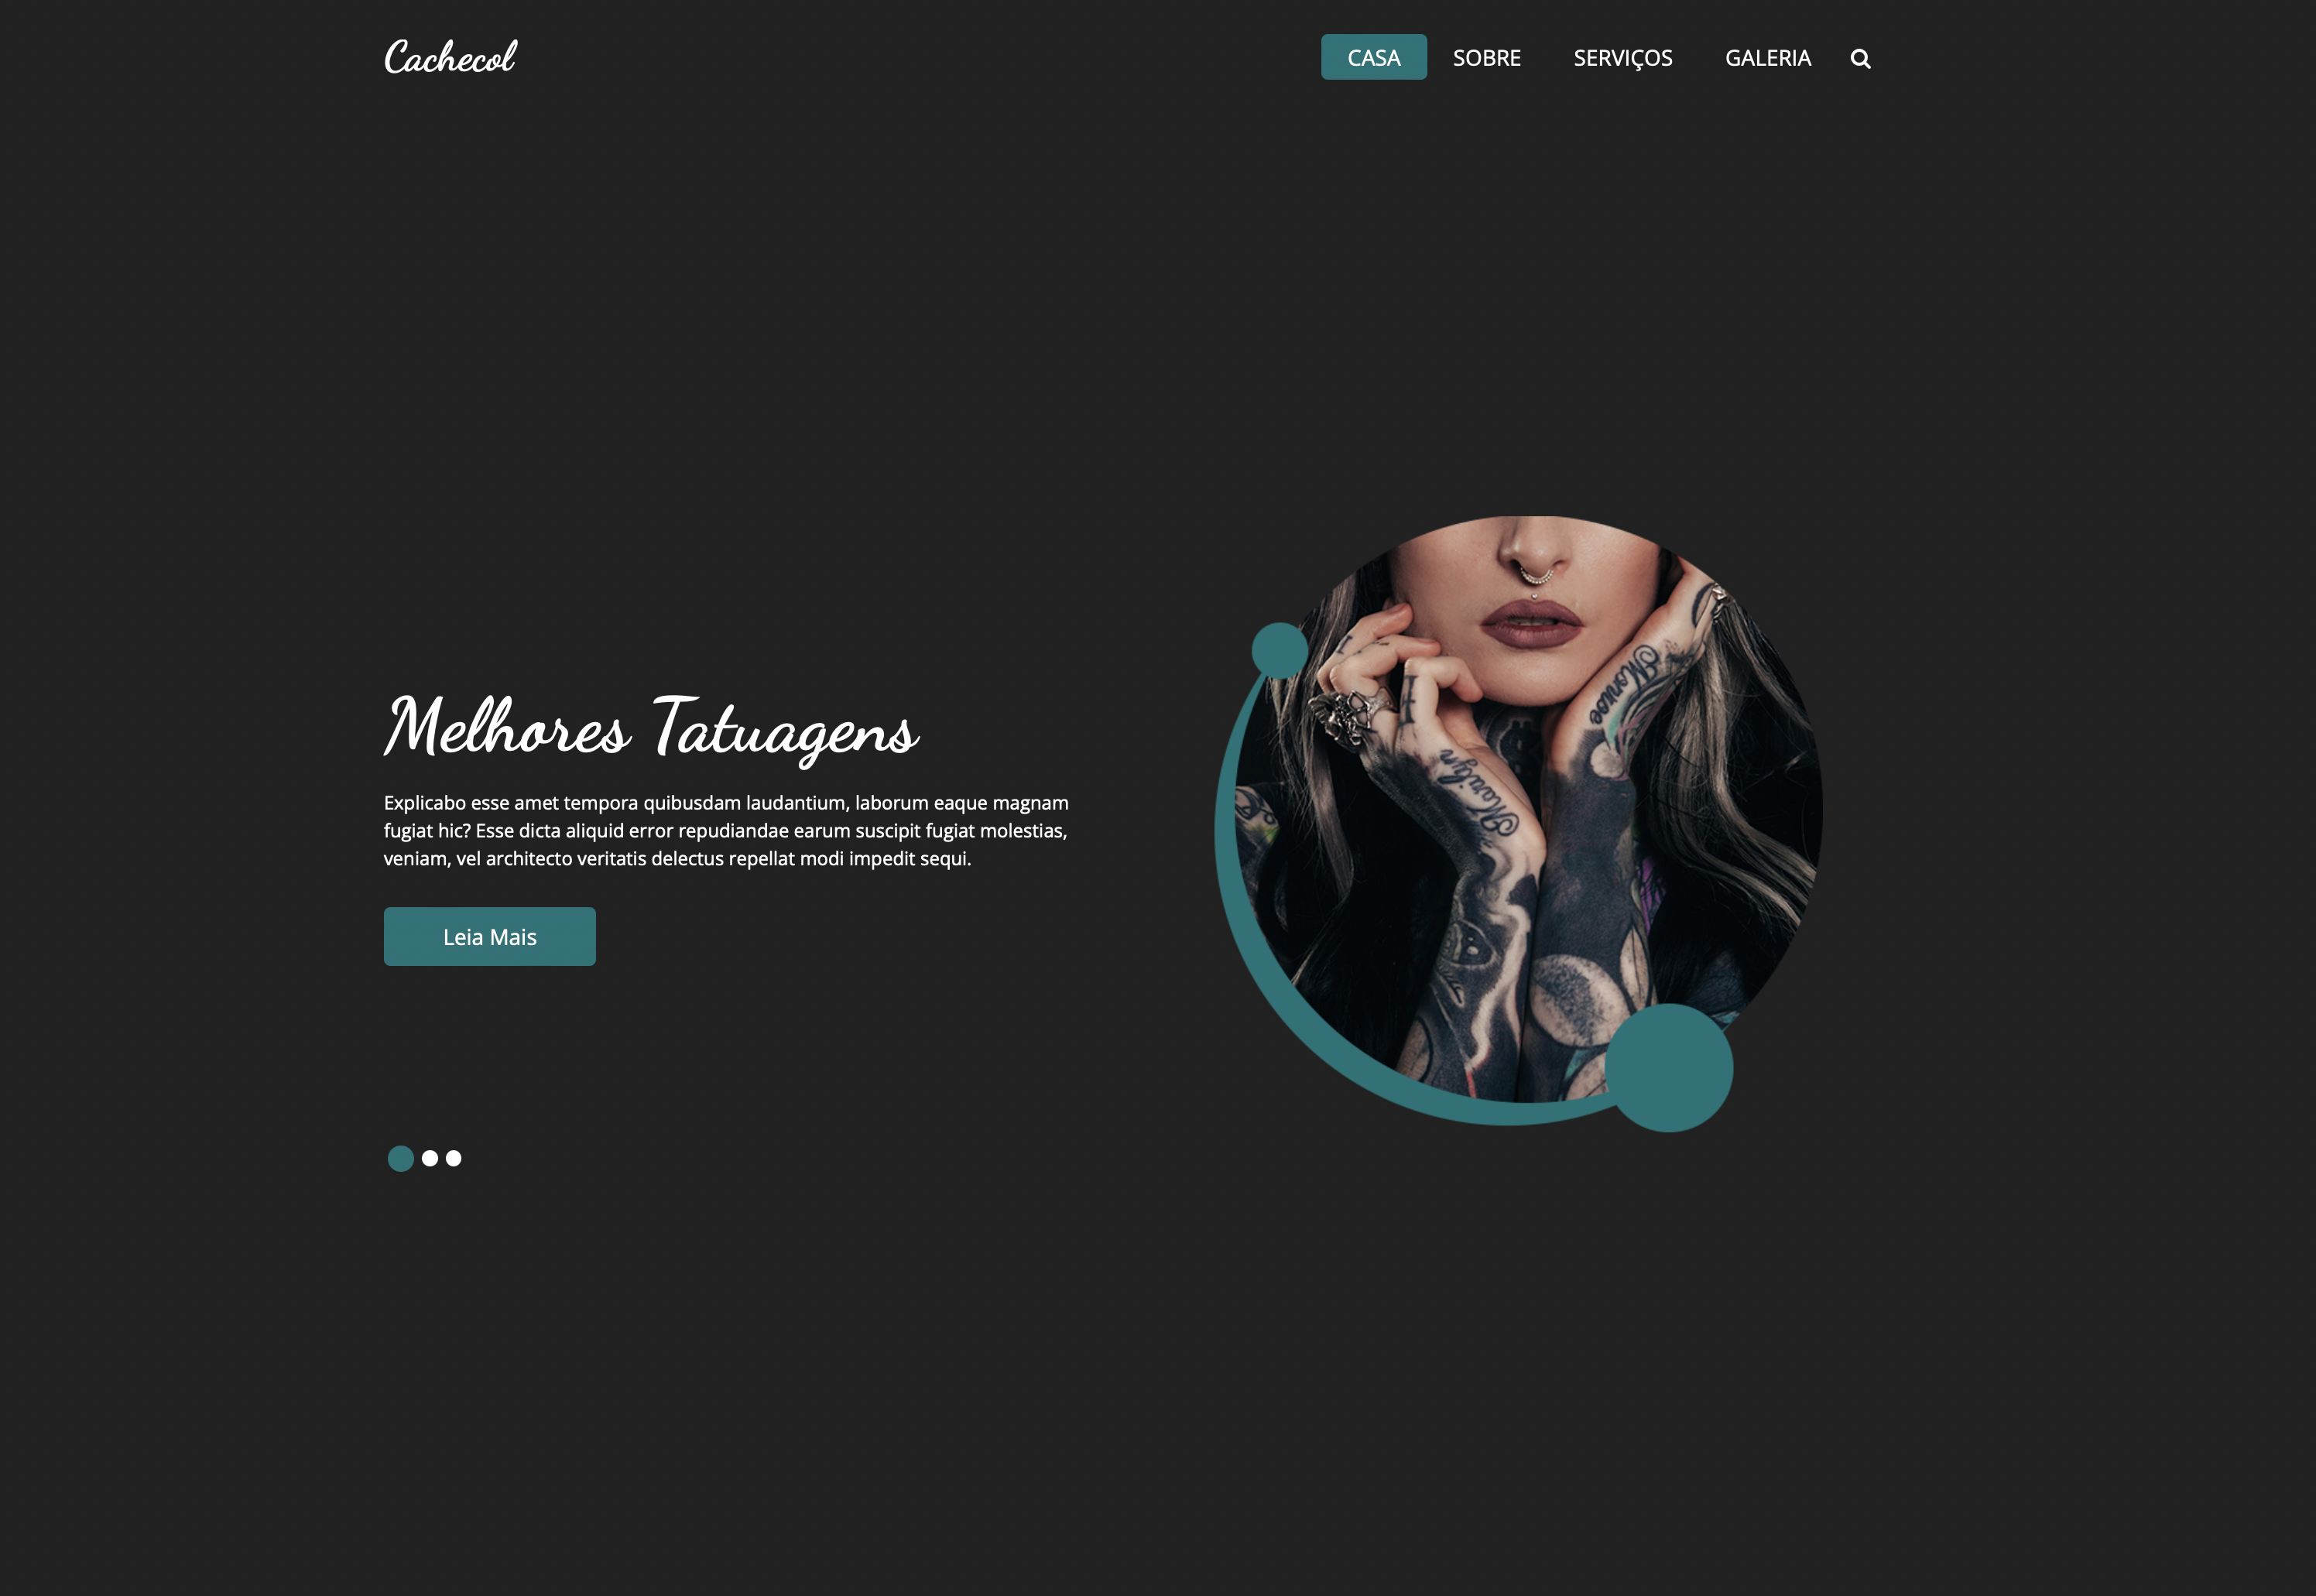 Cachecol
CASA
SOBRE
SERVIÇOS
GALERIA
Melhores Tatuagens
Explicabo esse amet tempora quibusdam laudantium, laborum eaque magnam
fugiat hic? Esse dicta aliquid error repudiandae earum suscipit fugiat molestias,
veniam, vel architecto veritatis delectus repellat modi impedit sequi.
Leia Mais
Monroe
Marilyn